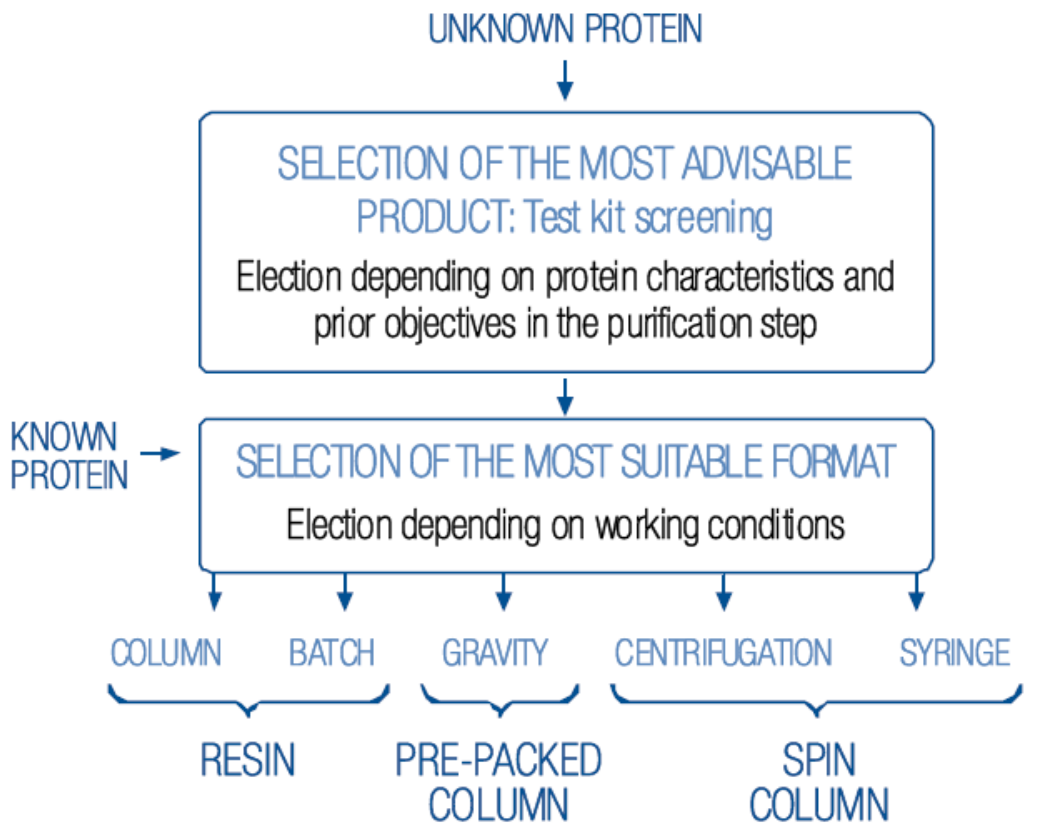 UNKNOWN PROTEIN
SELECTION OF THE MOST ADVISABLE
PRODUCT: Test kit screening
Election depending on protein characteristics and
prior objectives in the purification step
KNOWN
PROTEIN
SELECTION OF THE MOST SUITABLE FORMAT
Election depending on working conditions
COLUMN
BATCH
GRAVITY
CENTRIFUGATION
SYRINGE
RESIN
PRE-PACKED
COLUMN
SPIN
COLUMN